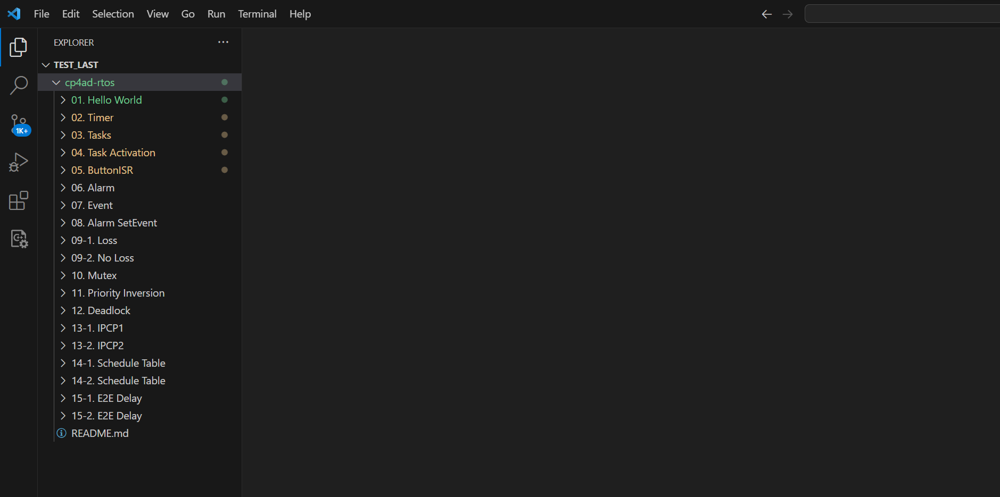 File Edit Selection View Go Run Terminal Help
EXPLORER
TEST_LAST
cp4ad-rtos
01. Hello World
02. Timer
03. Tasks
1K+
04. Task Activation
05. ButtonISR
06. Alarm
07. Event
08. Alarm SetEvent
09-1. Loss
09-2. No Loss
10. Mutex
11. Priority Inversion
12. Deadlock
13-1. IPCP1
13-2. IPCP2
14-1. Schedule Table
14-2. Schedule Table
15-1. E2E Delay
15-2. E2E Delay
README.md